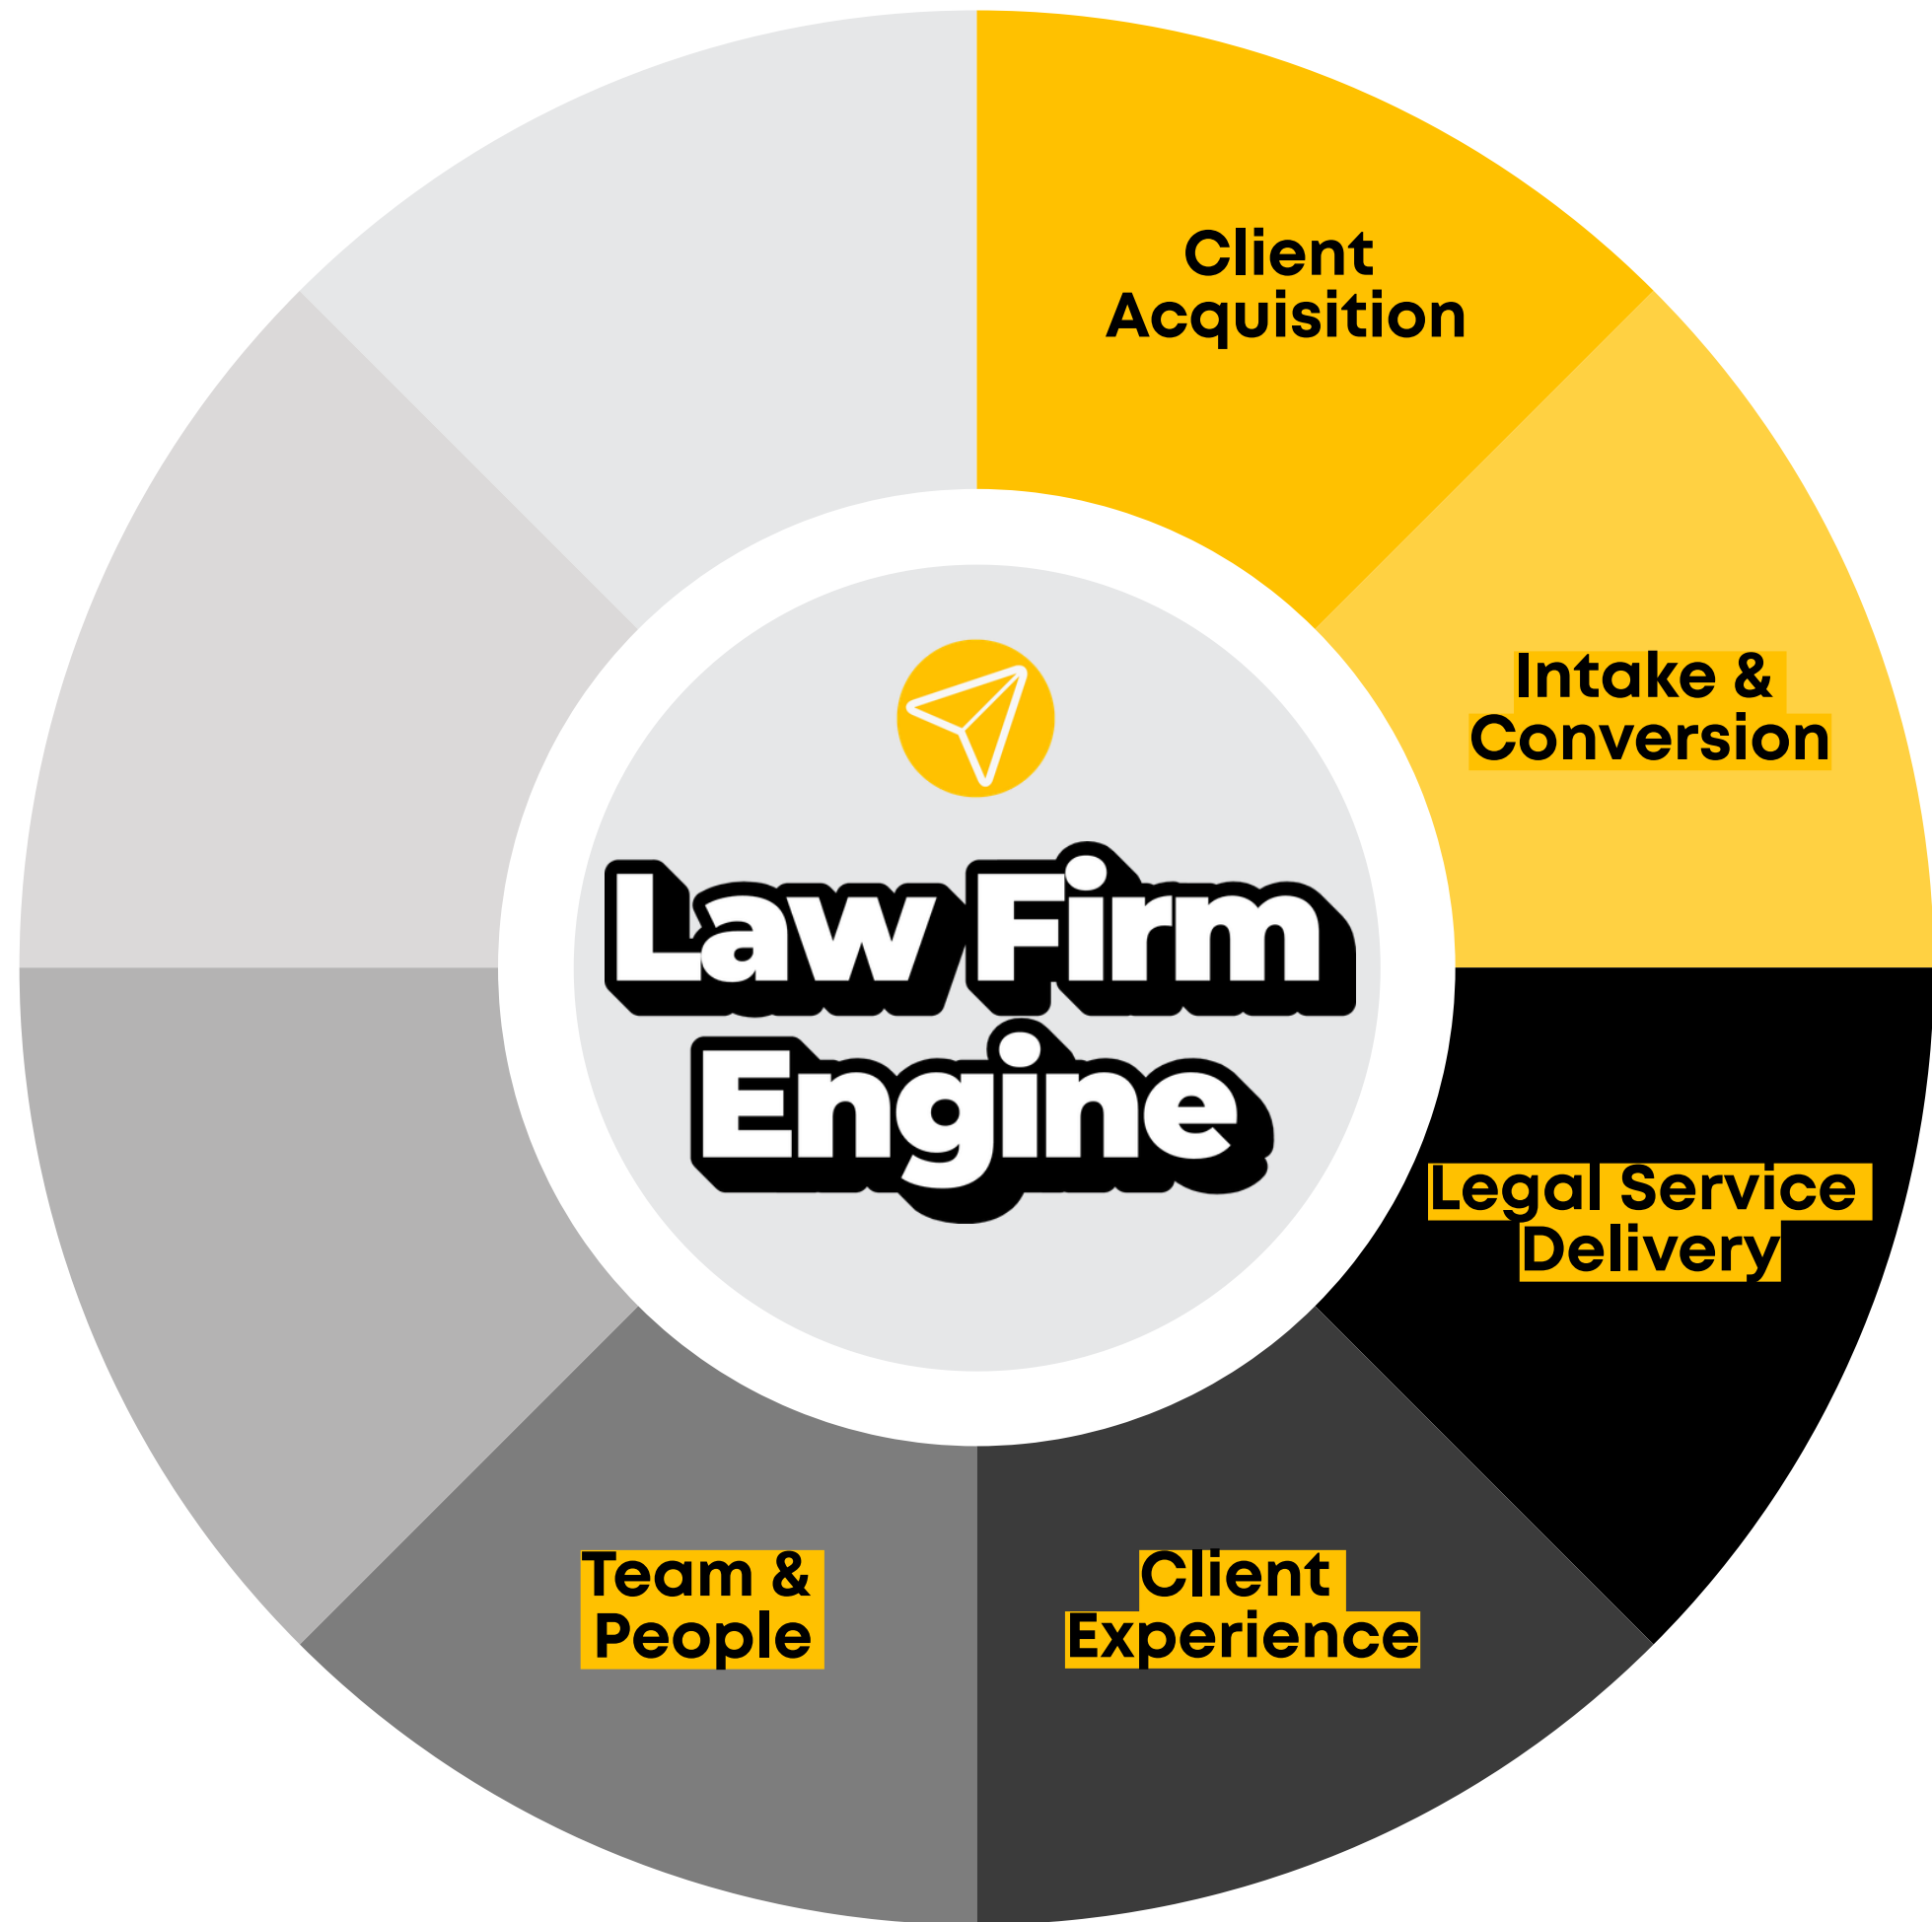 Client
Acquisition
Intake &
Conversion
Legal Service
Delivery
Client
Experience
Team &
People
Law Firm
Engine